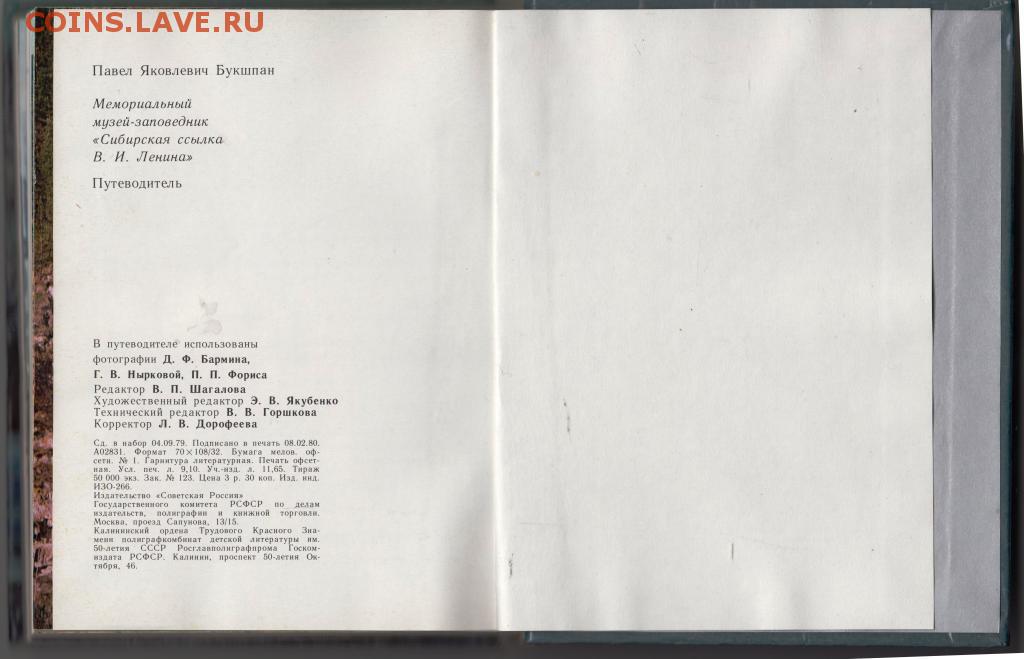 COINS.LAVE.RU
Павел Яковлевич Букшпан
Мемориальный
музей-заповедник
«Сибирская ссылка
В. И. Ленина»
Путеводитель
В путеводителе использованы
фотографии Д. Ф. Бармина,
Г. В. Нырковой, П. П. Фориса
Редактор В. П. Шагалова
Художественный редактор Э. В. Якубенко
Технический редактор В. В. Горшкова
Корректор Л. В. Дорофеева
Сд. в набор 04.09.79. Подписано в печать 08.02.80.
А02831. Формат 70×108/32. Бумага мелов. оф-
сетн. № 1. Гарнитура литературная. Печать офсет-
ная. Усл. печ. л. 9,10. Уч.-изд. л. 11,65. Тираж
50 000 экз. Зак. № 123. Цена 3 р. 30 коп. Изд. инд.
ИЗО-266.
Издательство «Советская Россия»
Государственного комитета РСФСР по делам
издательств, полиграфии и книжной торговли.
Москва, проезд Сапунова, 13/15.
Калининский ордена Трудового Красного Зна-
мени полиграфкомбинат детской литературы им.
50-летия СССР Росглавполиграфпрома Госком-
издата РСФСР. Калинин, проспект 50-летия Ок-
тября, 46.